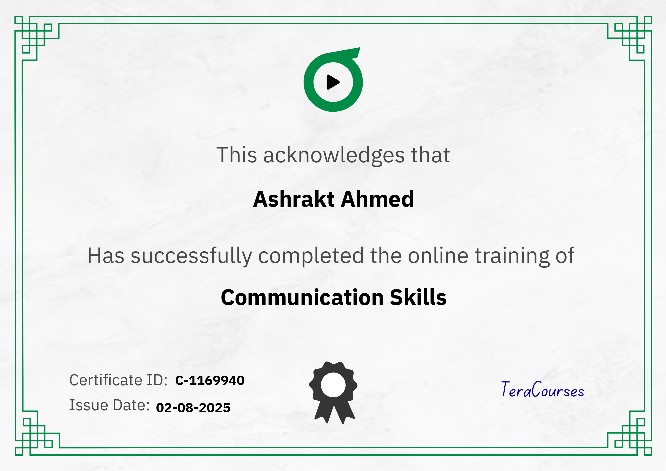 This acknowledges that
Ashrakt Ahmed
Has successfully completed the online training of
Communication Skills
Certificate ID: C-1169940
Issue Date: 02-08-2025
TeraCourses